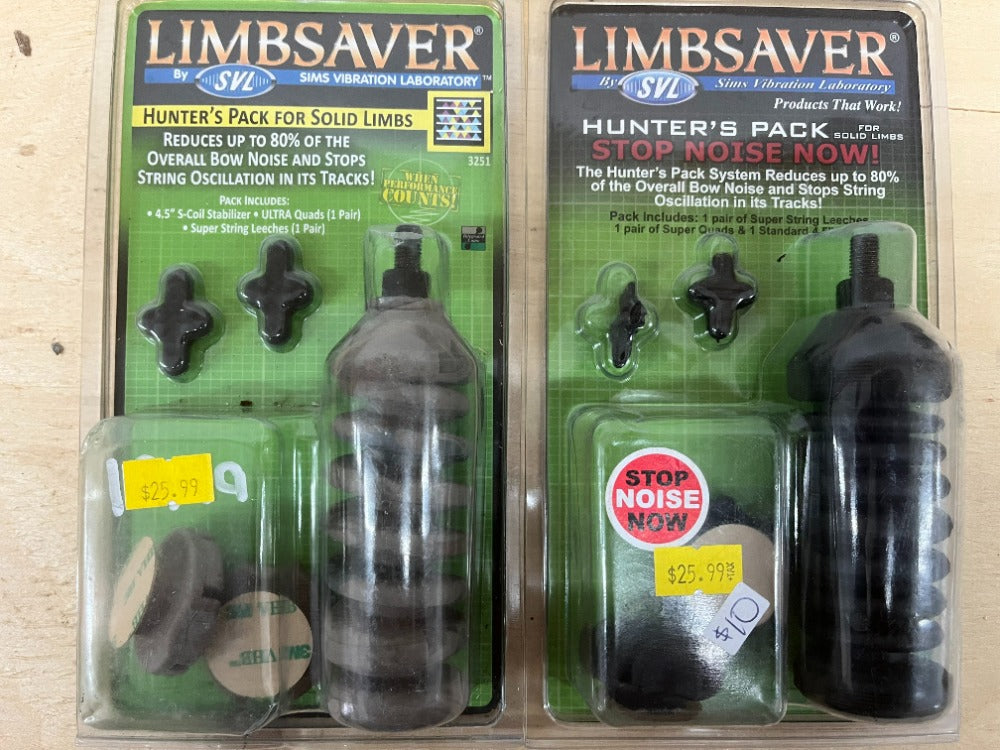 LIMBSAVER®
By SVL SIMS VIBRATION LABORATORY™
HUNTER'S PACK FOR SOLID LIMBS
REDUCES UP TO 80% OF THE
OVERALL BOW NOISE AND STOPS
STRING OSCILLATION IN ITS TRACKS!
3251
WHEN
PERFORMANCE
COUNTS!
PACK INCLUDES:
• 4.5" S-COIL STABILIZER • ULTRA QUADS (1 PAIR)
• SUPER STRING LEECHES (1 PAIR)
$25.99
LIMBSAVER®
By SVL Sims Vibration Laboratory
Products That Work!
HUNTER'S PACK FOR SOLID LIMBS
STOP NOISE NOW!
The Hunter's Pack System Reduces up to 80%
of the Overall Bow Noise and Stops String
Oscillation in its Tracks!
Pack Includes: 1 pair of Super String Leeches
1 pair of Super Quads & 1 Standard
STOP
NOISE
NOW
$25.99
$10